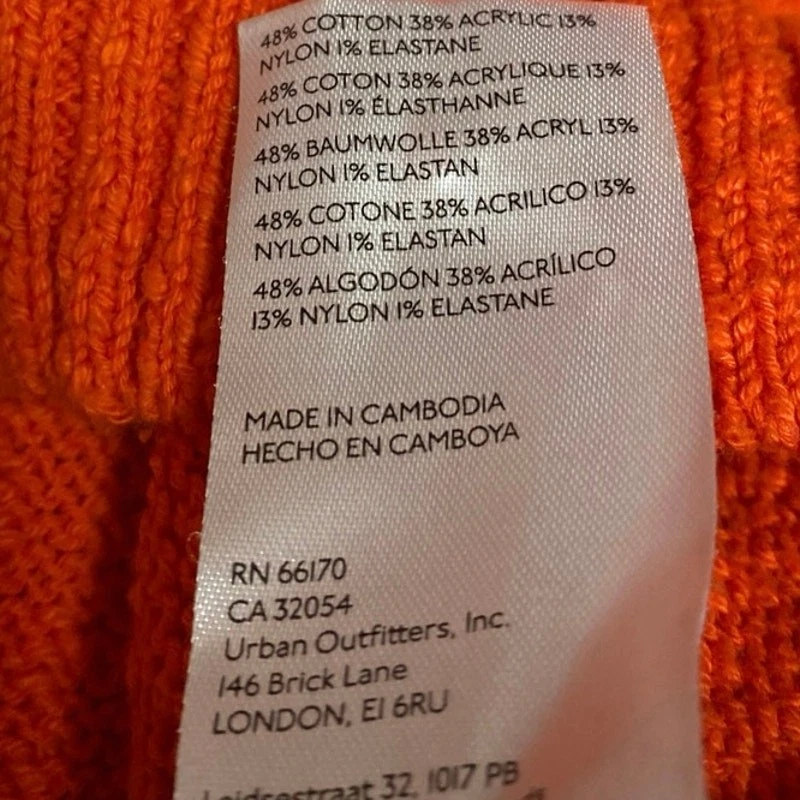 48% COTTON 38% ACRYLIC 13%
NYLON 1% ELASTANE
48% COTON 38% ACRYLIQUE 13%
NYLON 1% ÉLASTHANNE
48% BAUMWOLLE 38% ACRYL 13%
NYLON 1% ELASTAN
48% COTONE 38% ACRILICO 13%
NYLON 1% ELASTAN
48% ALGODÓN 38% ACRÍLICO
13% NYLON 1% ELASTANE
MADE IN CAMBODIA
HECHO EN CAMBOYA
RN 66170
CA 32054
Urban Outfitters, Inc.
146 Brick Lane
LONDON, E1 6RU
32, 1017 PB